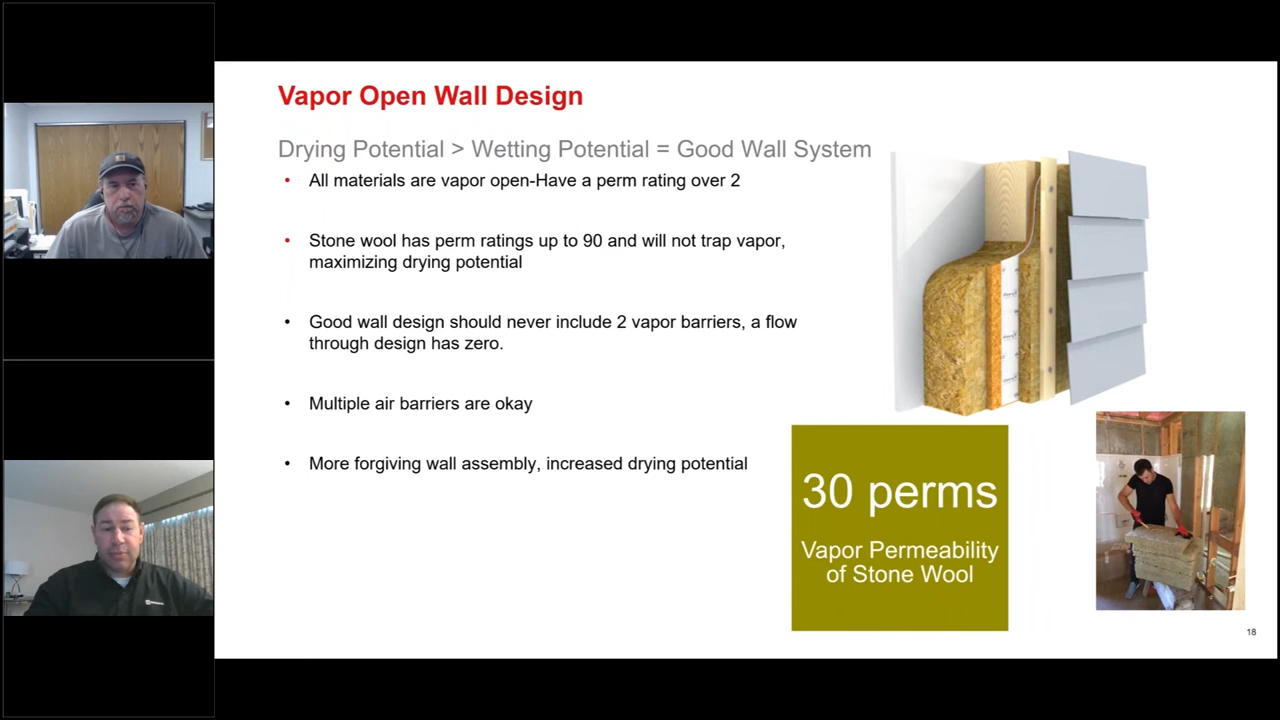 Vapor Open Wall Design
Drying Potential > Wetting Potential = Good Wall System
• All materials are vapor open-Have a perm rating over 2
• Stone wool has perm ratings up to 90 and will not trap vapor,
maximizing drying potential
• Good wall design should never include 2 vapor barriers, a flow
through design has zero.
• Multiple air barriers are okay
• More forgiving wall assembly, increased drying potential
30 perms
Vapor Permeability
of Stone Wool
18